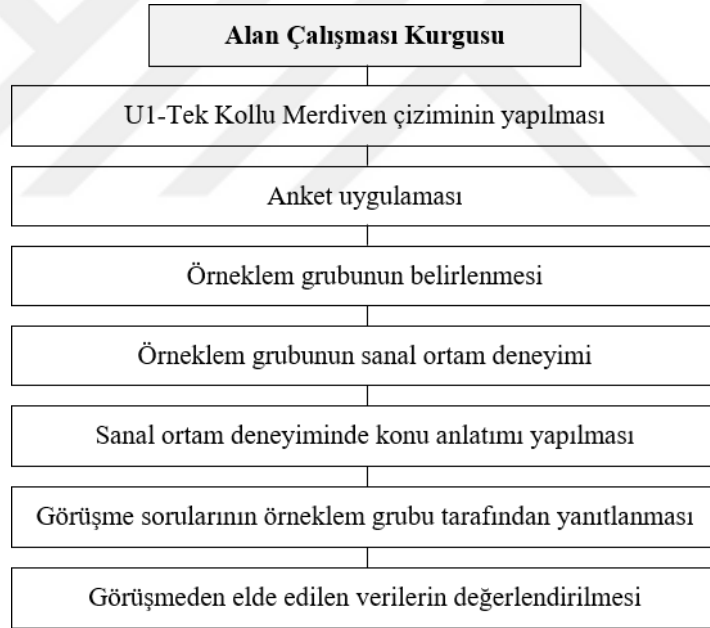 Alan Çalışması Kurgusu
U1-Tek Kollu Merdiven çiziminin yapılması
Anket uygulaması
Örneklem grubunun belirlenmesi
Örneklem grubunun sanal ortam deneyimi
Sanal ortam deneyiminde konu anlatımı yapılması
Görüşme sorularının örneklem grubu tarafından yanıtlanması
Görüşmeden elde edilen verilerin değerlendirilmesi